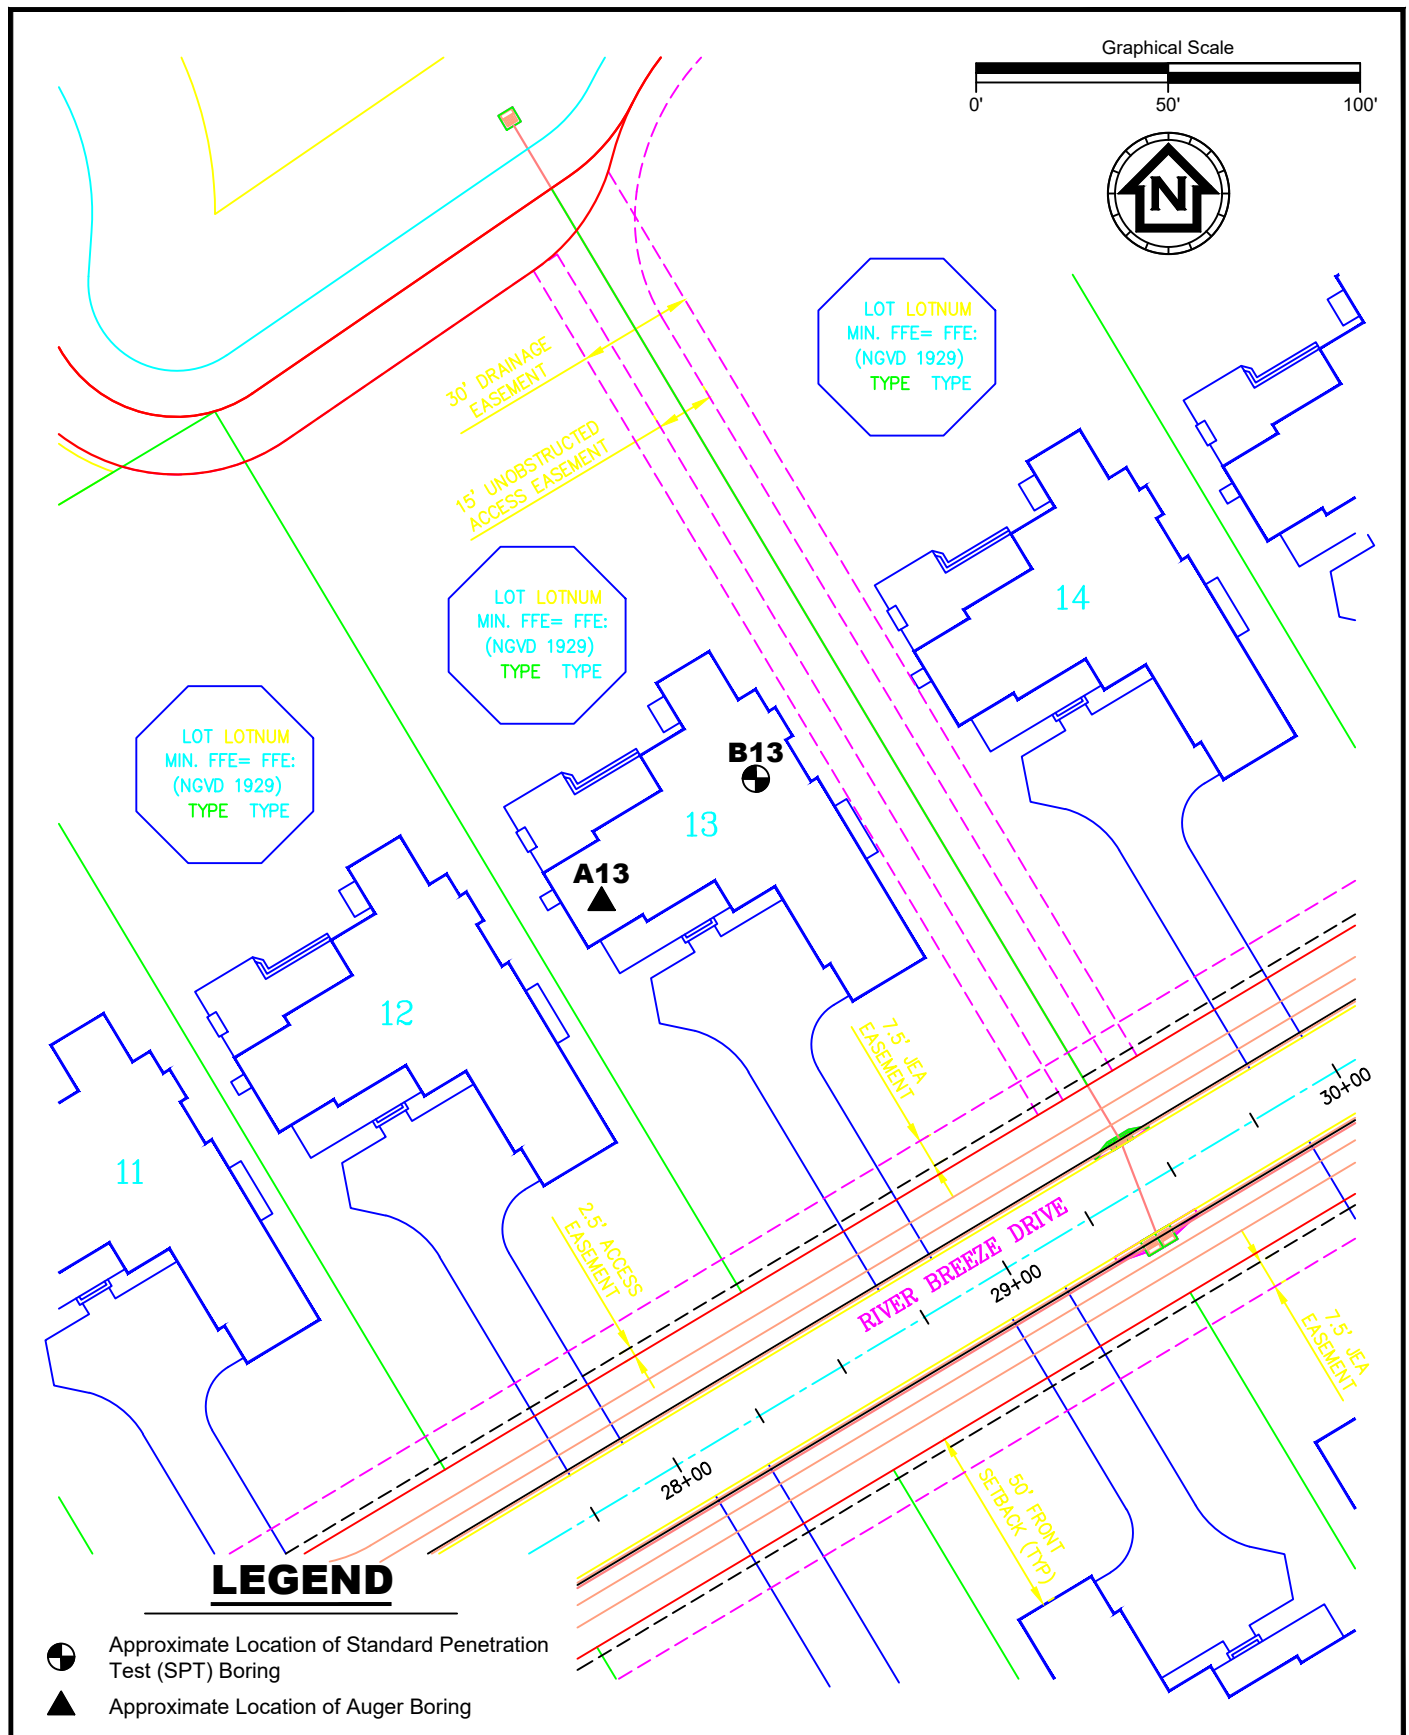 Graphical Scale
0' 50' 100'
N
LOT LOTNUM
MIN. FFE= FFE:
(NGVD 1929)
TYPE TYPE
30' DRAINAGE
EASEMENT
15' UNOBSTRUCTED
ACCESS EASEMENT
LOT LOTNUM
MIN. FFE= FFE:
(NGVD 1929)
TYPE TYPE
14
LOT LOTNUM
MIN. FFE= FFE:
(NGVD 1929)
TYPE TYPE
B13
13
A13
12
11
7.5' JEA
EASEMENT
30+00
2.5' ACCESS
EASEMENT
RIVER BREEZE DRIVE
29+00
7.5' JEA
EASEMENT
28+00
50' FRONT
SETBACK (TYP)
LEGEND
Approximate Location of Standard Penetration
Test (SPT) Boring
Approximate Location of Auger Boring